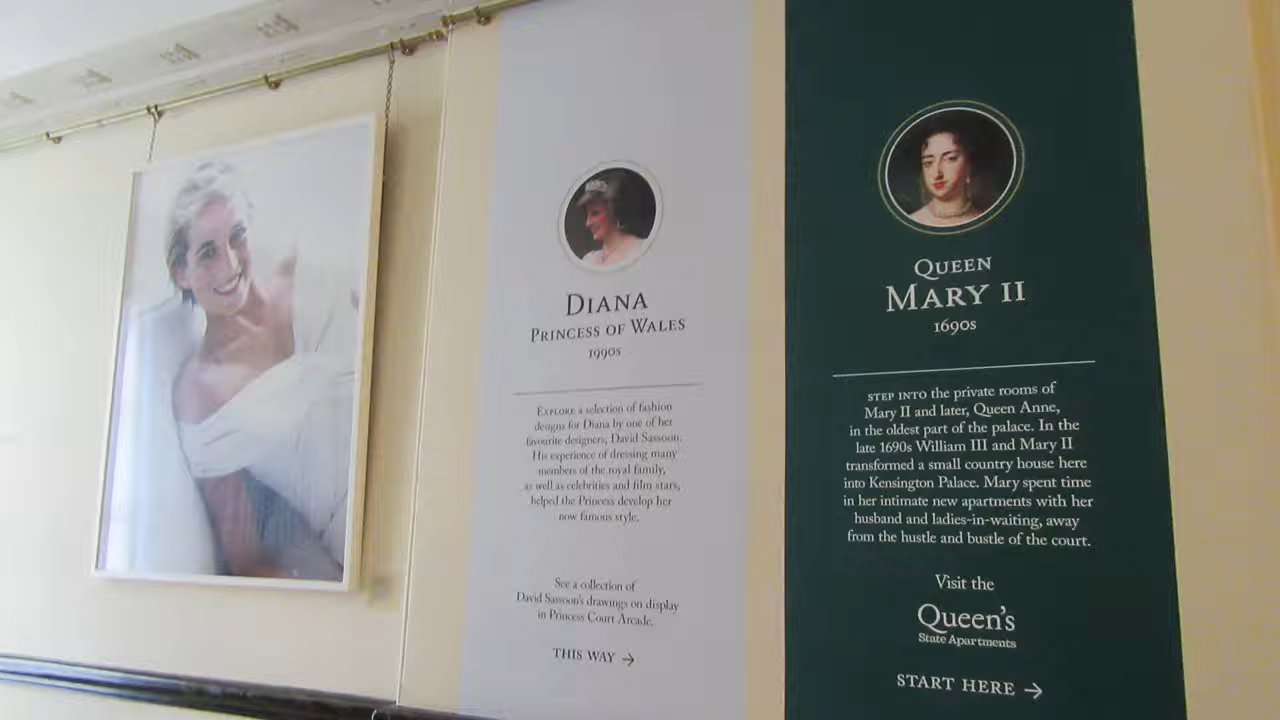 DIANA
PRINCESS OF WALES
1990s
EXPLORE a selection of fashion
designs for Diana by one of her
favourite designers, David Sassoon.
His experience of dressing many
members of the royal family,
as well as celebrities and film stars,
helped the Princess develop her
now famous style.
See a collection of
David Sassoon's drawings on display
in Princess Court Arcade.
THIS WAY →
QUEEN
MARY II
1690s
STEP INTO the private rooms of
Mary II and later, Queen Anne,
in the oldest part of the palace. In the
late 1690s William III and Mary II
transformed a small country house here
into Kensington Palace. Mary spent time
in her intimate new apartments with her
husband and ladies-in-waiting, away
from the hustle and bustle of the court.
Visit the
Queen's
State Apartments
START HERE →